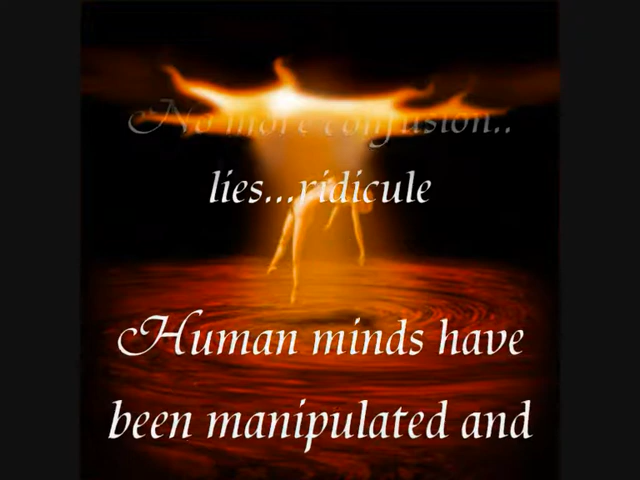 No more confusion..
lies...ridicule
Human minds have
been manipulated and